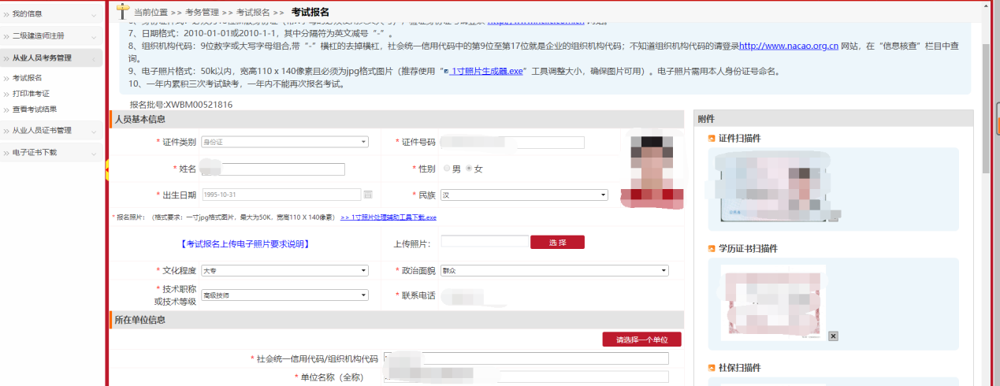 我的信息
二级建造师注册
从业人员考务管理
考试报名
打印准考证
查看考试结果
从业人员证书管理
电子证书下载
当前位置 >> 考务管理 >> 考试报名 >> 考试报名
7、日期格式：2010-01-01或2010-1-1，其中分隔符为英文减号“-”。
8、组织机构代码：9位数字或大写字母组合,带“-”横杠的去掉横杠，社会统一信用代码中的第9位至第17位就是企业的组织机构代码；不知道组织机构代码的请登录http://www.nacao.org.cn 网站，在“信息核查”栏目中查
询。
9、电子照片格式：50k以内，宽高110 x 140像素且必须为jpg格式图片（推荐使用“1寸照片生成器.exe”工具调整大小，确保图片可用）。电子照片需用本人身份证号命名。
10、一年内累积三次考试缺考，一年内不能再次报名考试。
报名批号:XWBM00521816
人员基本信息
* 证件类别 身份证 * 证件号码
* 姓名 * 性别 男 女
* 出生日期 1995-10-31 * 民族 汉
* 报名照片：（格式要求：一寸jpg格式图片，最大为50K，宽高110 X 140像素） >> 1寸照片处理辅助工具下载.exe
【考试报名上传电子照片要求说明】 上传照片： 选 择
* 文化程度 大专 * 政治面貌 群众
* 技术职称
或技术等级 高级技师 * 联系电话
所在单位信息
请选择一个单位
* 社会统一信用代码/组织机构代码
* 单位名称（全称）
附件
证件扫描件
学历证书扫描件
社保扫描件